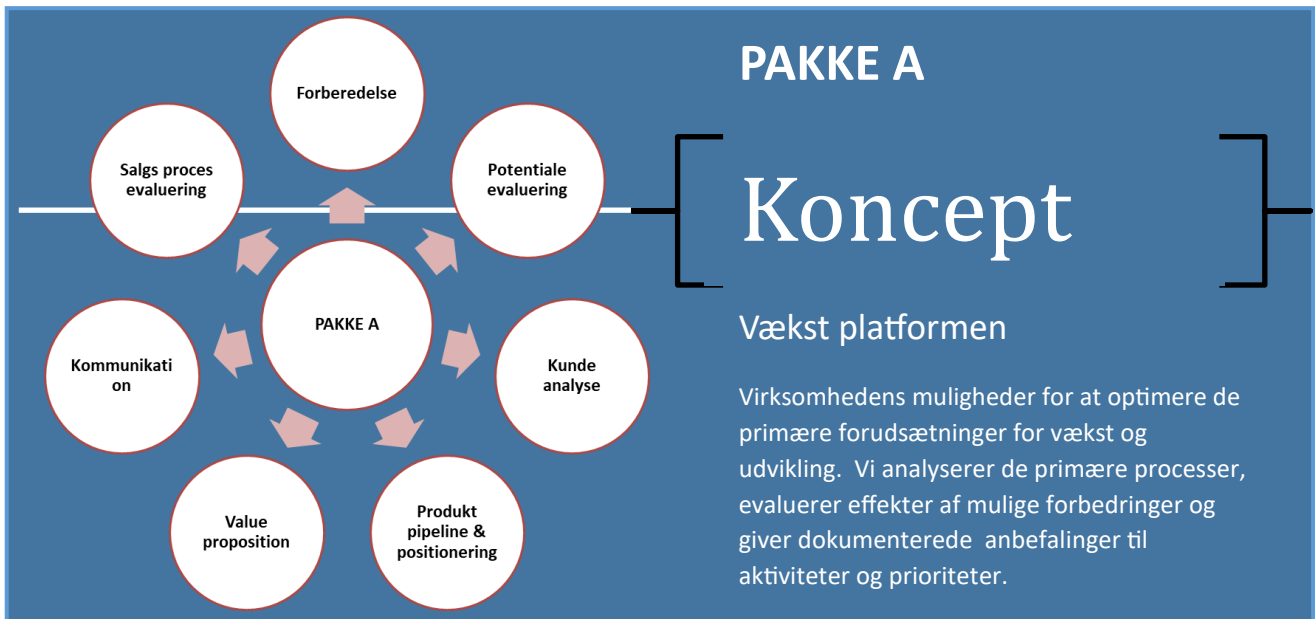 Forberedelse
Potentiale
evaluering
Kunde
analyse
Produkt
pipeline &
positionering
Value
proposition
Kommunikati
on
Salgs proces
evaluering
PAKKE A
PAKKE A
Koncept
Vækst platformen
Virksomhedens muligheder for at optimere de
primære forudsætninger for vækst og
udvikling.  Vi analyserer de primære processer,
evaluerer effekter af mulige forbedringer og
giver dokumenterede  anbefalinger til
aktiviteter og prioriteter.